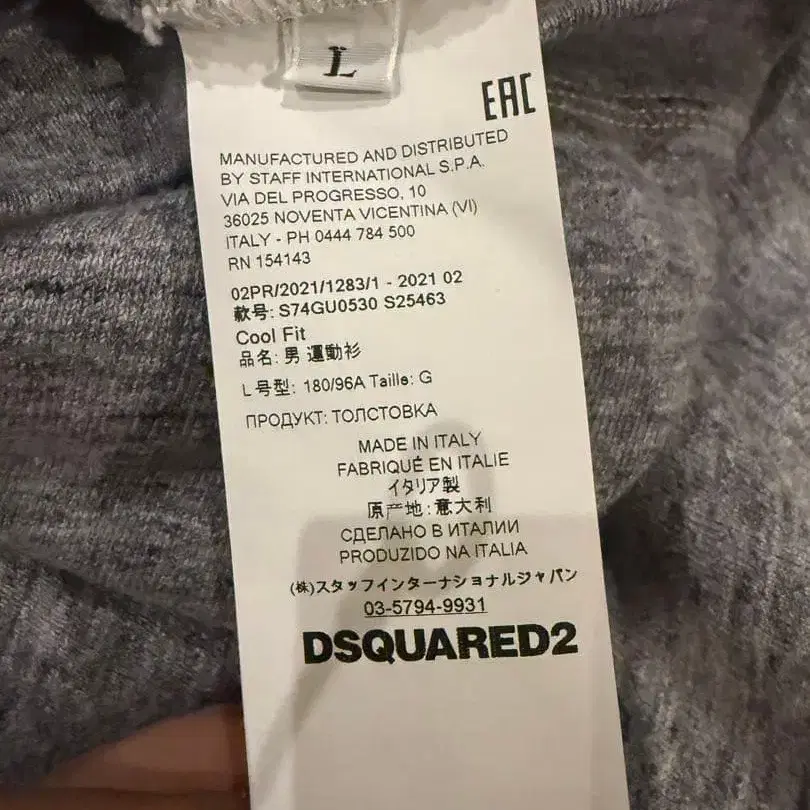 L
EAC
MANUFACTURED AND DISTRIBUTED
BY STAFF INTERNATIONAL S.P.A.
VIA DEL PROGRESSO, 10
36025 NOVENTA VICENTINA (VI)
ITALY - PH 0444 784 500
RN 154143
02PR/2021/1283/1 - 2021 02
款号: S74GU0530 S25463
Cool Fit
品名: 男 運動衫
L 号型: 180/96A Taille: G
ПРОДУКТ: ТОЛСТОВКА
MADE IN ITALY
FABRIQUÉ EN ITALIE
イタリア製
原产地: 意大利
СДЕЛАНО В ИТАЛИИ
PRODUZIDO NA ITALIA
(株)スタッフインターナショナルジャパン
03-5794-9931
DSQUARED2